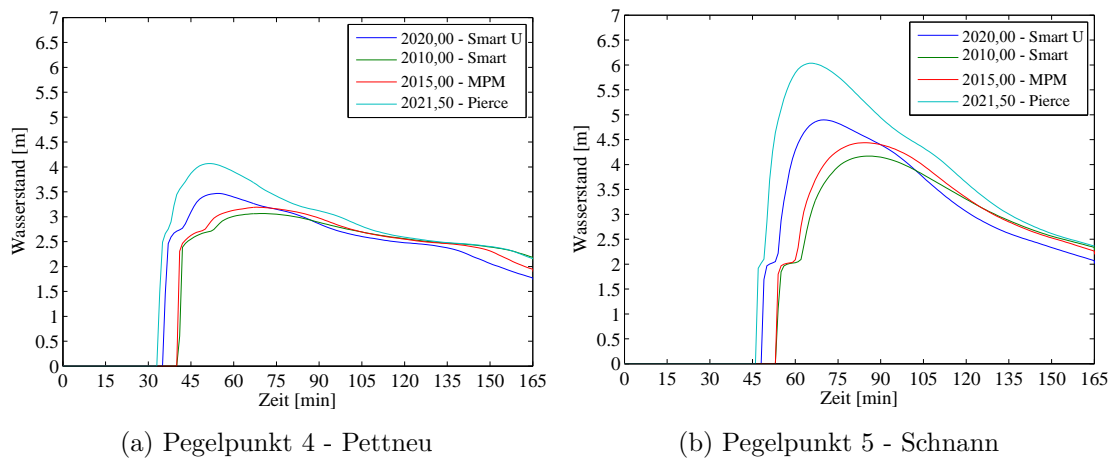 7
6.5
6
5.5
5
4.5
4
3.5
3
2.5
2
1.5
1
0.5
0
Wasserstand [m]
2020,00 - Smart U
2010,00 - Smart
2015,00 - MPM
2021,50 - Pierce
0 15 30 45 60 75 90 105 120 135 150 165
Zeit [min]
(a) Pegelpunkt 4 - Pettneu
7
6.5
6
5.5
5
4.5
4
3.5
3
2.5
2
1.5
1
0.5
0
Wasserstand [m]
2020,00 - Smart U
2010,00 - Smart
2015,00 - MPM
2021,50 - Pierce
0 15 30 45 60 75 90 105 120 135 150 165
Zeit [min]
(b) Pegelpunkt 5 - Schnann